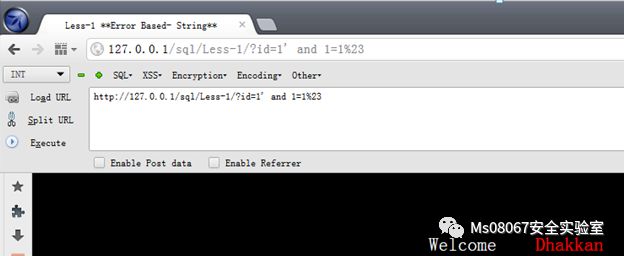 Less-1 **Error Based- String**
127.0.0.1/sql/Less-1/?id=1' and 1=1%23
INT
SQL- XSS- Encryption- Encoding- Other-
Load URL
Split URL
Execute
http://127.0.0.1/sql/Less-1/?id=1' and 1=1%23
Enable Post data
Enable Referrer
Ms08067安全实验室
Welcome Dhakkan